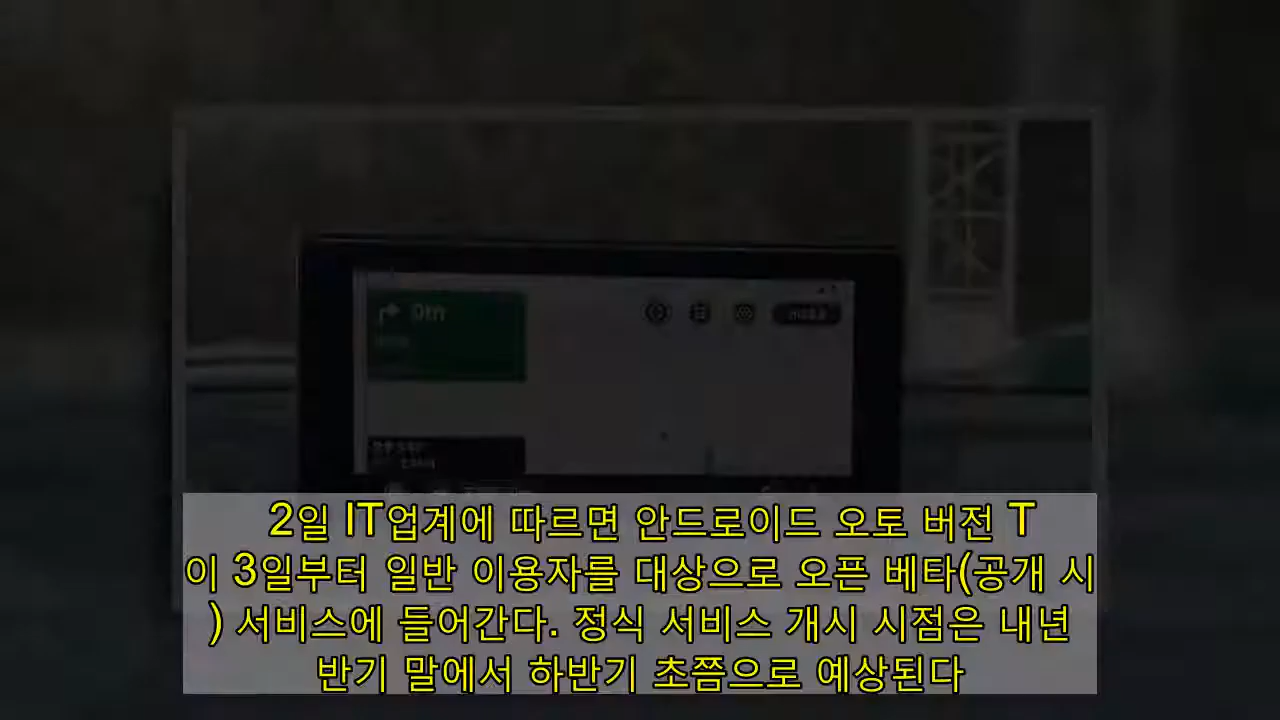 0m
2일 IT업계에 따르면 안드로이드 오토 버전 T
이 3일부터 일반 이용자를 대상으로 오픈 베타(공개 시
) 서비스에 들어간다. 정식 서비스 개시 시점은 내년
반기 말에서 하반기 초쯤으로 예상된다